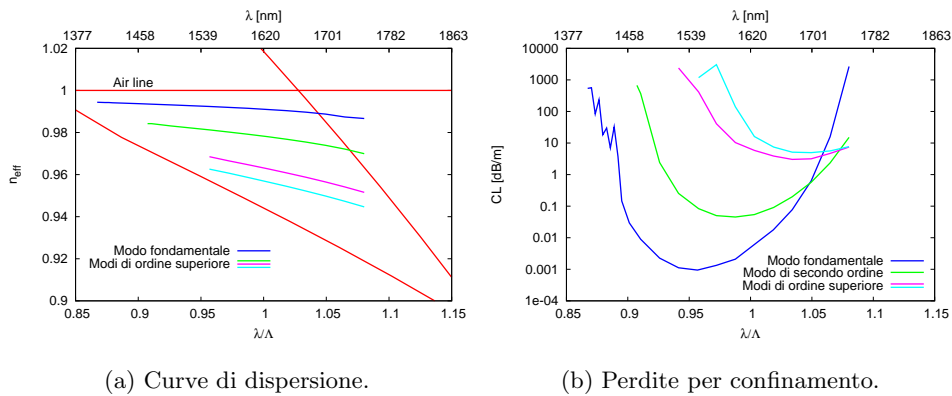 λ [nm]
1377 1458 1539 1620 1701 1782 1863
1.02
1
0.98
0.96
0.94
0.92
0.9
n_eff
Air line
Modo fondamentale
Modi di ordine superiore
0.85 0.9 0.95 1 1.05 1.1 1.15
λ/Λ
(a) Curve di dispersione.
λ [nm]
1377 1458 1539 1620 1701 1782 1863
10000
1000
100
10
1
0.1
0.01
0.001
1e-04
CL [dB/m]
Modo fondamentale
Modo di secondo ordine
Modi di ordine superiore
0.85 0.9 0.95 1 1.05 1.1 1.15
λ/Λ
(b) Perdite per confinamento.